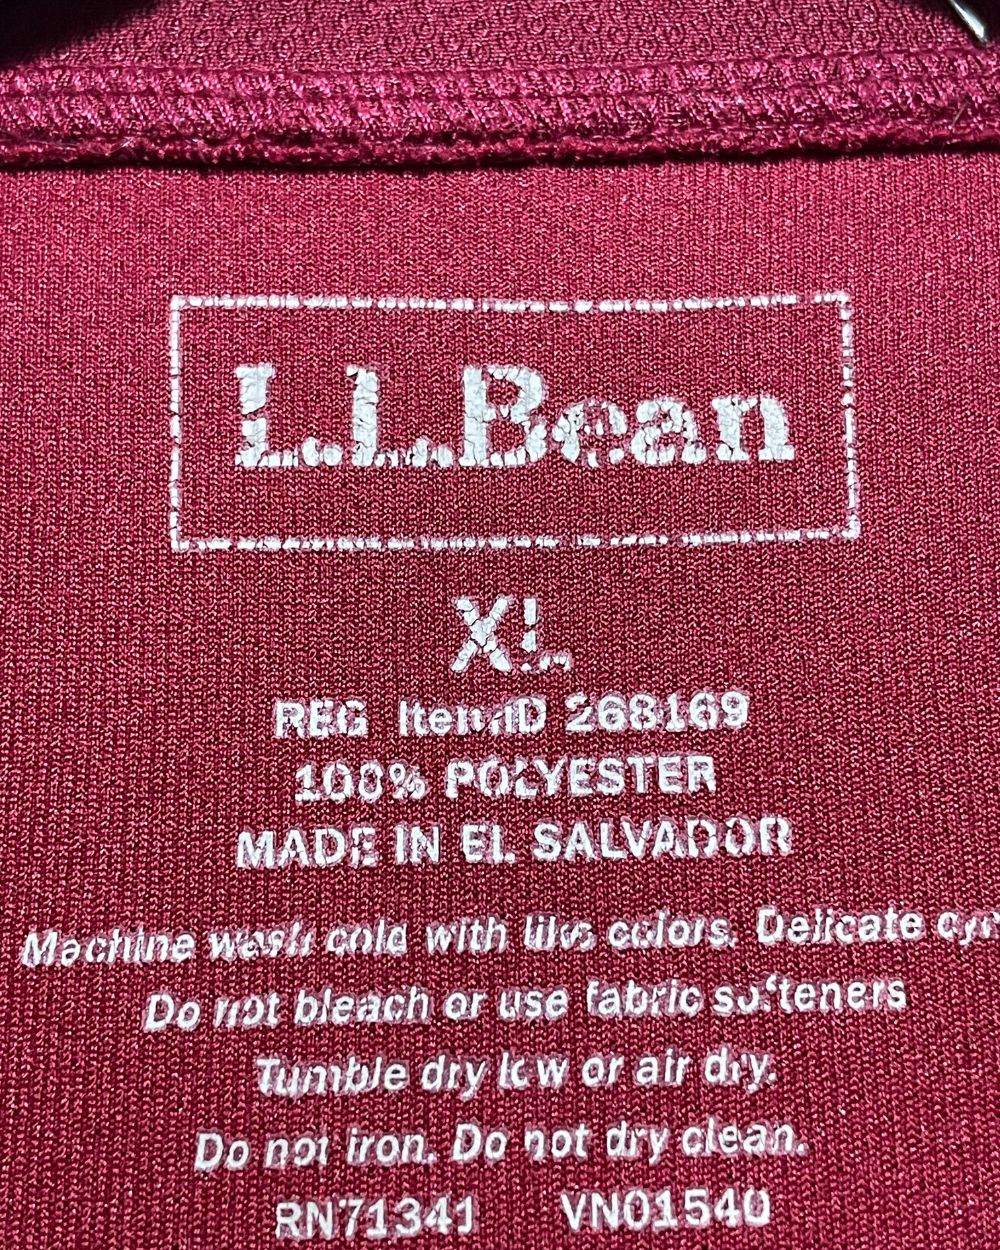 L.L.Bean
XL
REG ItemID 268169
100% POLYESTER
MADE IN EL SALVADOR
Machine wash cold with like colors. Delicate cyc
Do not bleach or use fabric softeners
Tumble dry low or air dry.
Do not iron. Do not dry clean.
RN71341 VN01540